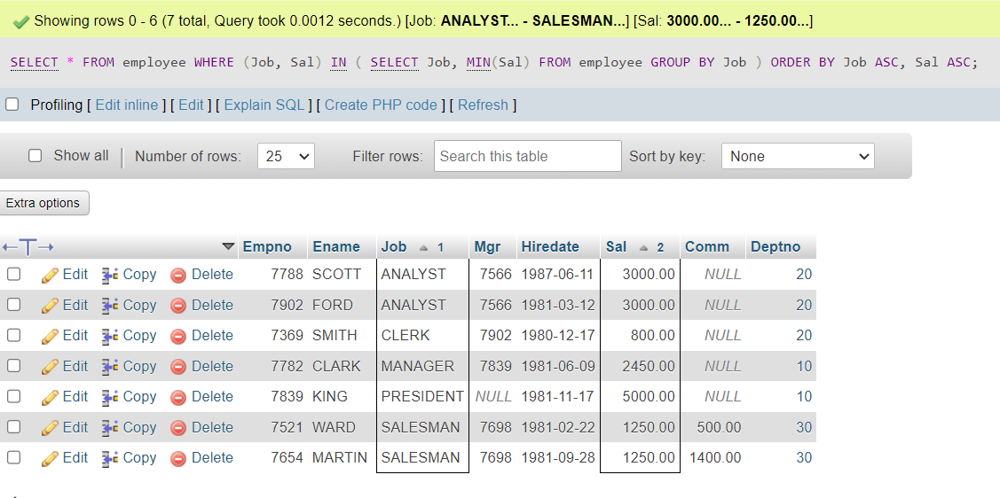 Showing rows 0 - 6 (7 total, Query took 0.0012 seconds.) [Job: ANALYST... - SALESMAN...] [Sal: 3000.00... - 1250.00...]
SELECT * FROM employee WHERE (Job, Sal) IN ( SELECT Job, MIN(Sal) FROM employee GROUP BY Job ) ORDER BY Job ASC, Sal ASC;
Profiling [ Edit inline ] [ Edit ] [ Explain SQL ] [ Create PHP code ] [ Refresh ]
Show all Number of rows: 25 Filter rows: Search this table Sort by key: None
Extra options
Empno Ename Job 1 Mgr Hiredate Sal 2 Comm Deptno
Edit Copy Delete 7788 SCOTT ANALYST 7566 1987-06-11 3000.00 NULL 20
Edit Copy Delete 7902 FORD ANALYST 7566 1981-03-12 3000.00 NULL 20
Edit Copy Delete 7369 SMITH CLERK 7902 1980-12-17 800.00 NULL 20
Edit Copy Delete 7782 CLARK MANAGER 7839 1981-06-09 2450.00 NULL 10
Edit Copy Delete 7839 KING PRESIDENT NULL 1981-11-17 5000.00 NULL 10
Edit Copy Delete 7521 WARD SALESMAN 7698 1981-02-22 1250.00 500.00 30
Edit Copy Delete 7654 MARTIN SALESMAN 7698 1981-09-28 1250.00 1400.00 30